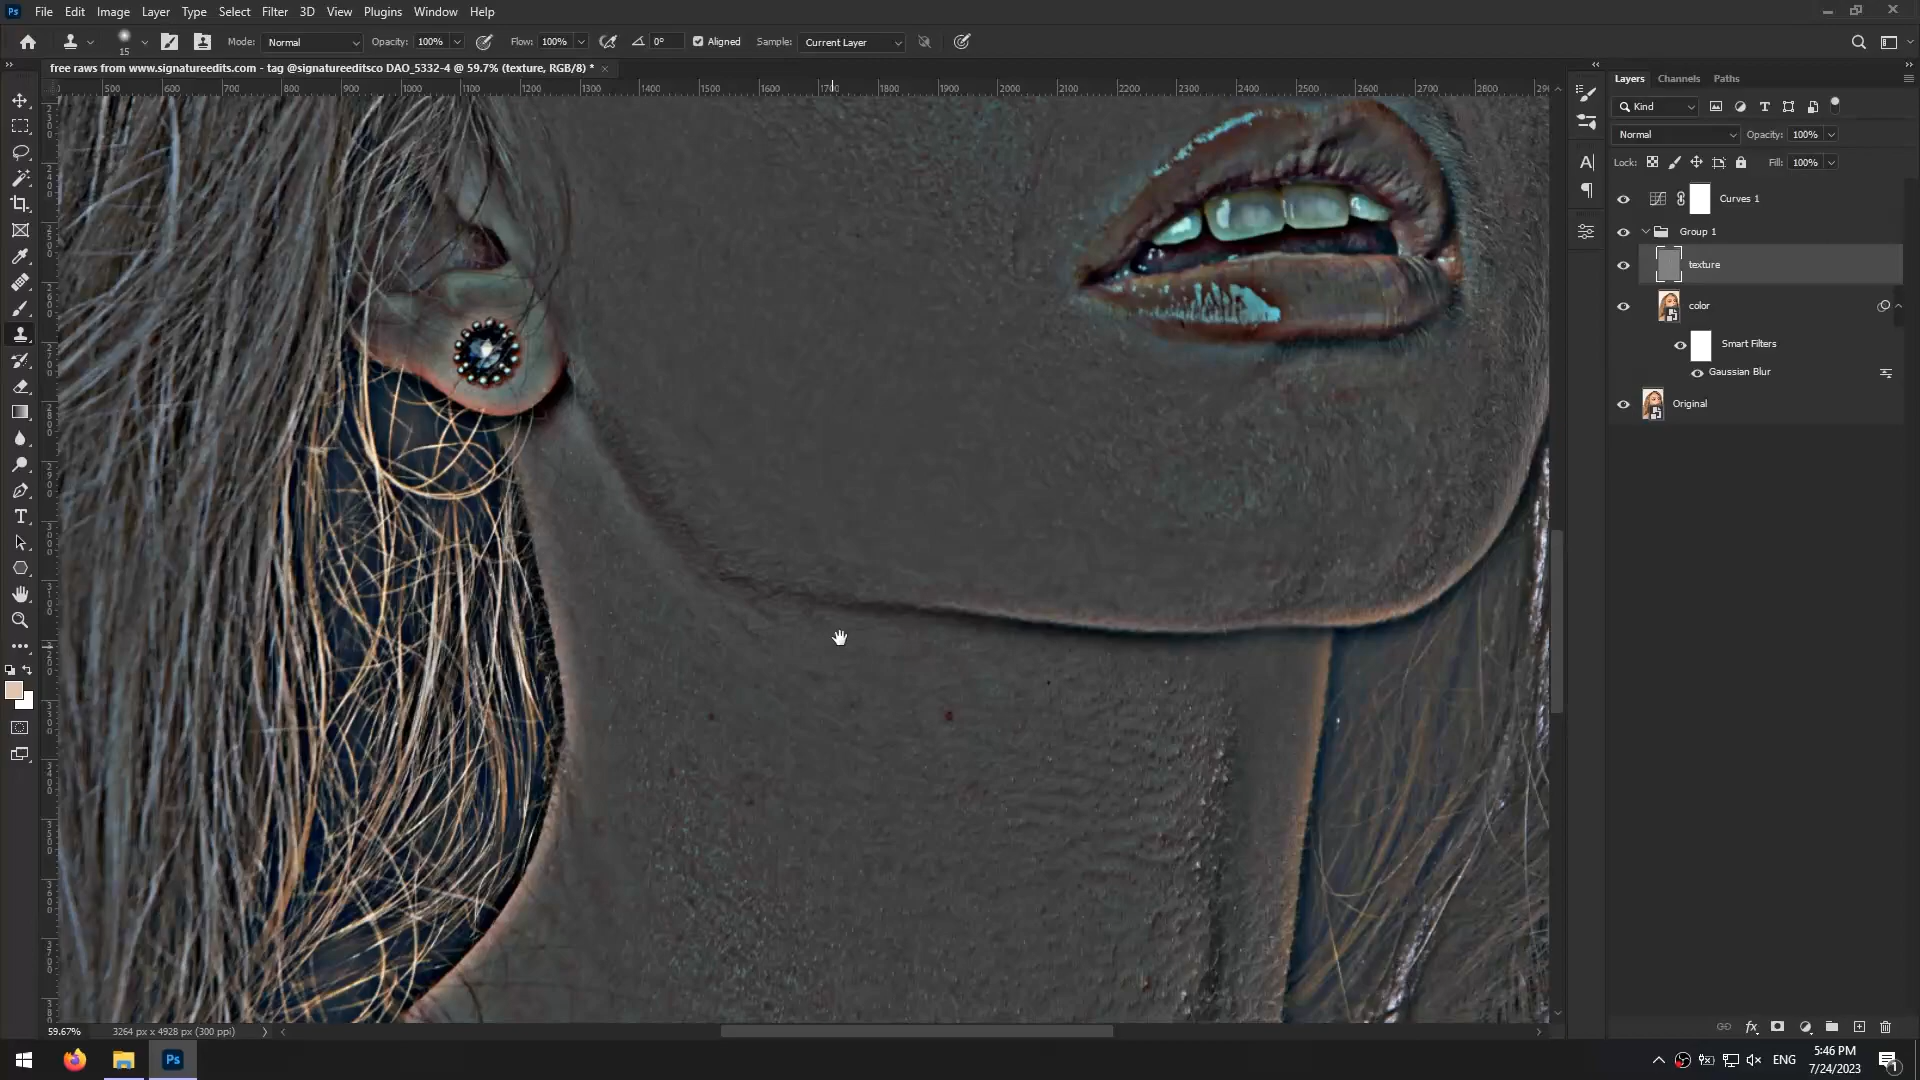 Ps File Edit Image Layer Type Select Filter 3D View Plugins Window Help
15 Mode: Normal Opacity: 100% Flow: 100% 0° Aligned Sample: Current Layer
free raws from www.signatureedits.com - tag @signatureeditsco DAO_5332-4 @ 59.7% (texture, RGB/8) *
500 600 700 800 900 1000 1100 1200 1300 1400 1500 1600 1700 1800 1900 2000 2100 2200 2300 2400 2500 2600 2700 2800
Layers Channels Paths
Kind
Normal Opacity: 100%
Lock: Fill: 100%
Curves 1
Group 1
texture
color
Smart Filters
Gaussian Blur
Original
59.67% 3264 px x 4928 px (300 ppi)
Ps
ENG
5:46 PM
7/24/2023
1